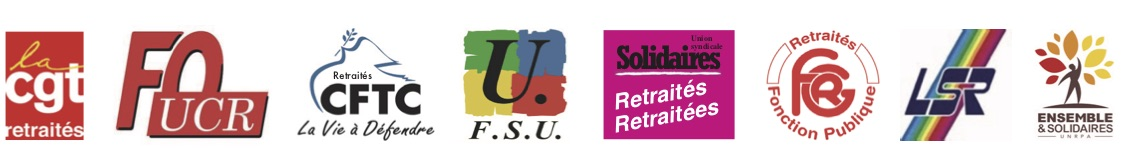 la
cgt
retraités
FO
UCR
Retraités
CFTC
La Vie à Défendre
U.
F.S.U.
Union
syndicale
Solidaires
Retraités
Retraitées
Retraités
FGR
Fonction Publique
LSR
ENSEMBLE
& SOLIDAIRES
UNRPA